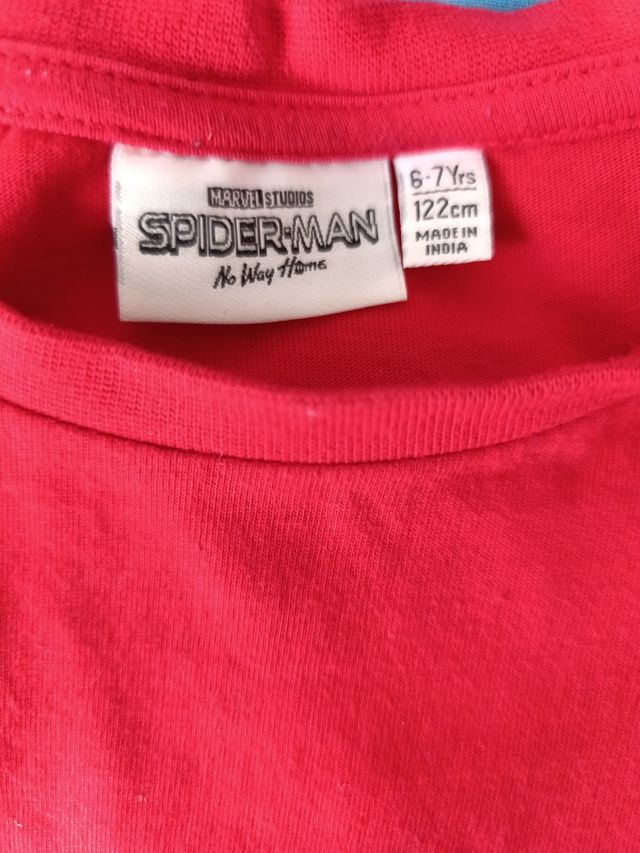 MARVEL STUDIOS
SPIDER-MAN
No Way Home
6-7Yrs
122cm
MADE IN
INDIA